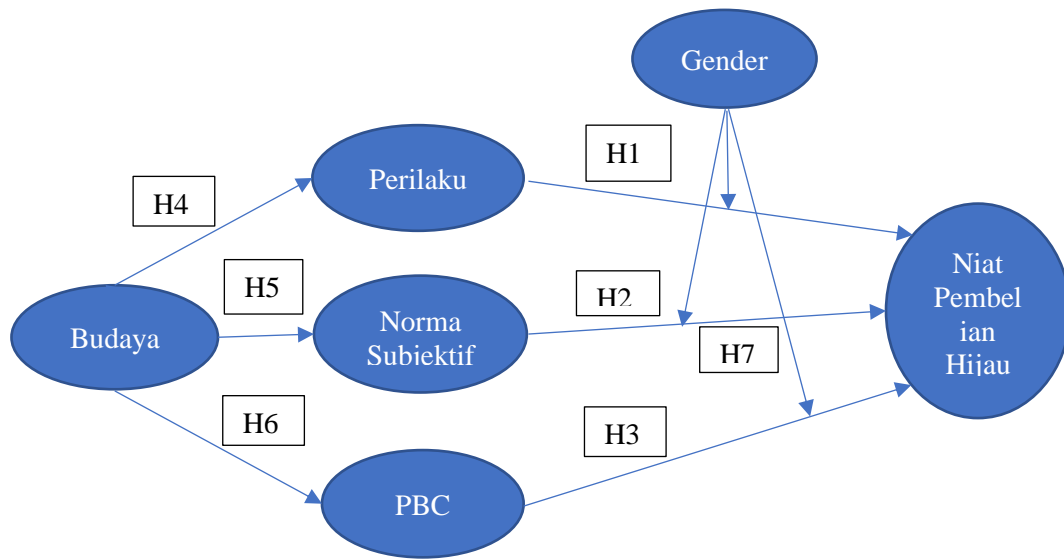 Gender
H1
Perilaku
H4
H5
H2
Norma
Subjektif
Budaya
Niat
Pembel
ian
Hijau
H7
H6
H3
PBC